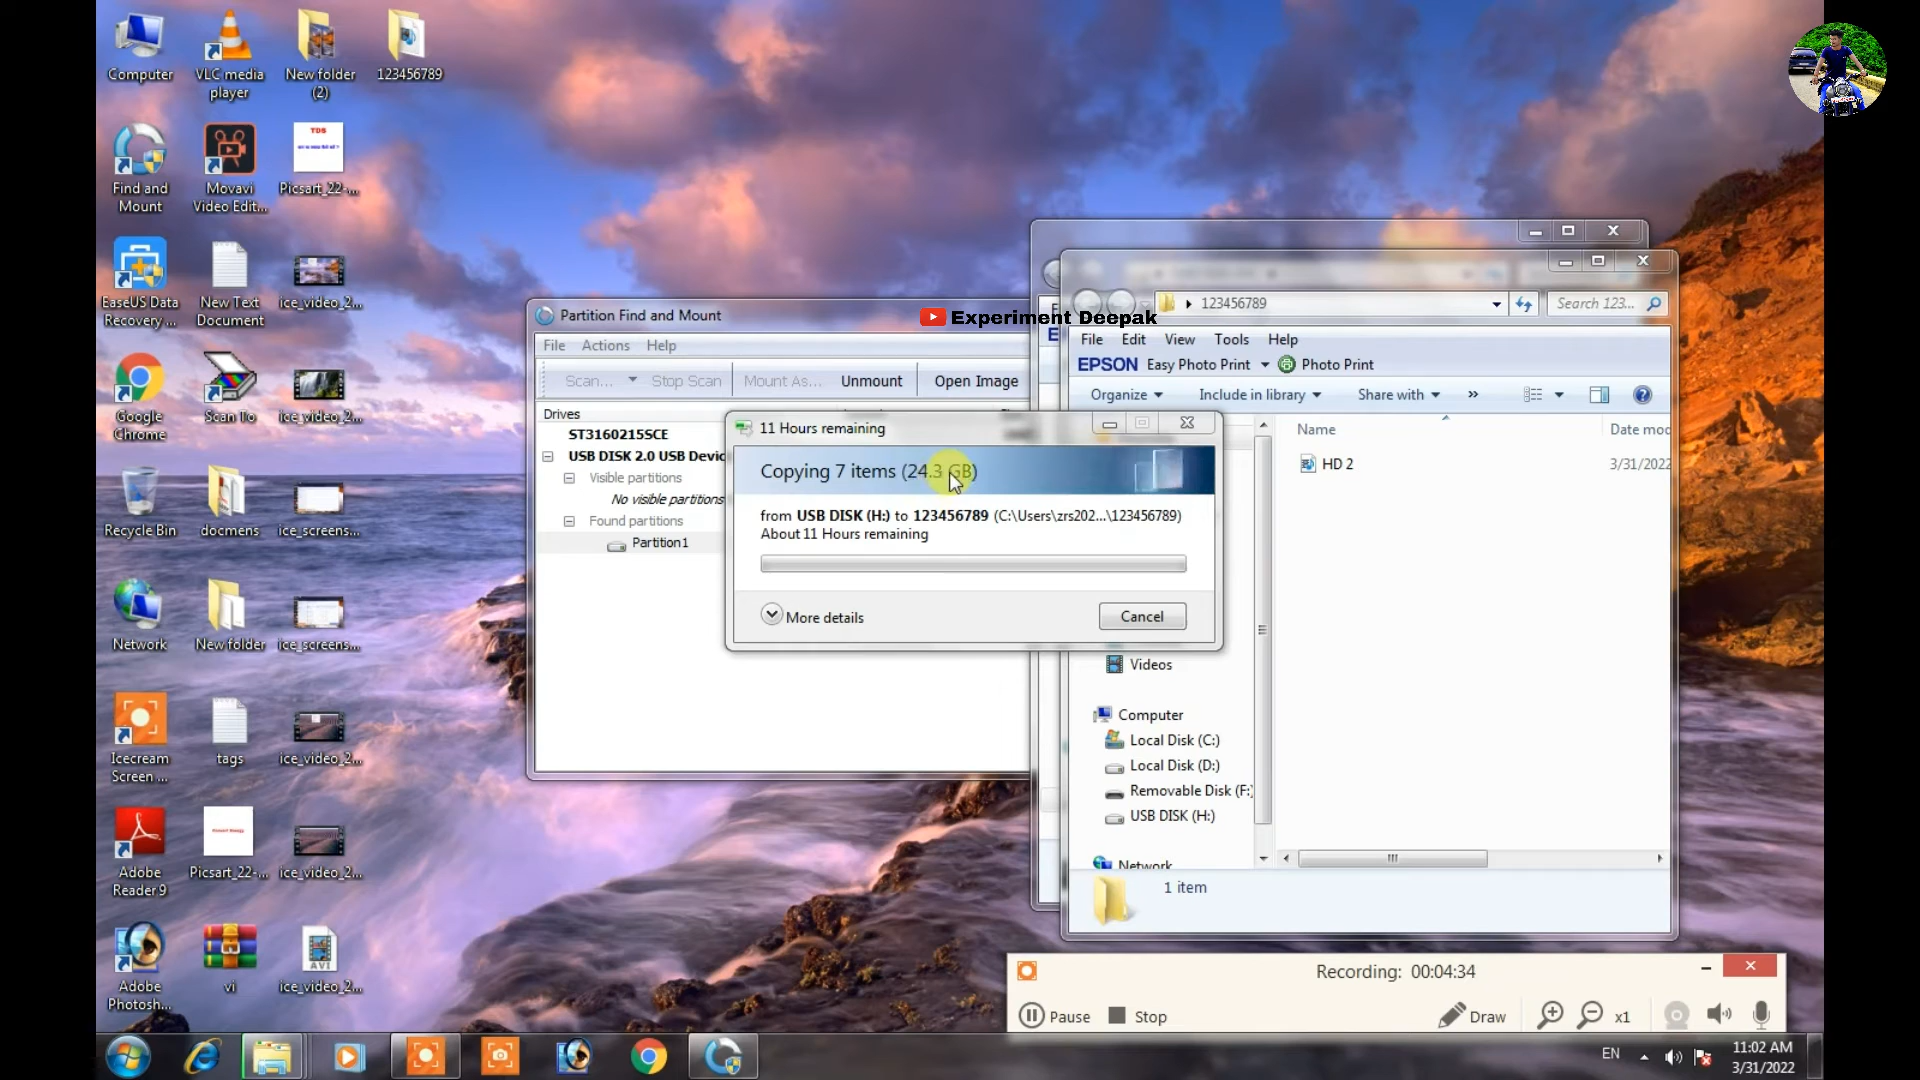 Computer
VLC media
player
New folder
(2)
123456789
Find and
Mount
Movavi
Video Edit...
TDS
Picsart_22-...
EaseUS Data
Recovery ...
New Text
Document
ice_video_2...
Google
Chrome
Scan To
ice_video_2...
Recycle Bin
docmens
ice_screens...
Network
New folder
ice_screens...
Icecream
Screen ...
tags
ice_video_2...
Adobe
Reader 9
Picsart_22-...
ice_video_2...
Adobe
Photosh...
vi
AVI
ice_video_2...
Partition Find and Mount
File Actions Help
Scan... Stop Scan Mount As... Unmount Open Image
Drives
ST3160215SCE
USB DISK 2.0 USB Devic
Visible partitions
No visible partitions
Found partitions
Partition1
Experiment Deepak
11 Hours remaining
Copying 7 items (24.3 GB)
from USB DISK (H:) to 123456789 (C:\Users\zrs202...\123456789)
About 11 Hours remaining
More details
Cancel
123456789
Search 123...
File Edit View Tools Help
EPSON Easy Photo Print Photo Print
Organize Include in library Share with »
Name Date mod
HD 2 3/31/2022
Videos
Computer
Local Disk (C:)
Local Disk (D:)
Removable Disk (F:)
USB DISK (H:)
Network
1 item
Recording: 00:04:34
Pause Stop Draw x1
EN
11:02 AM
3/31/2022